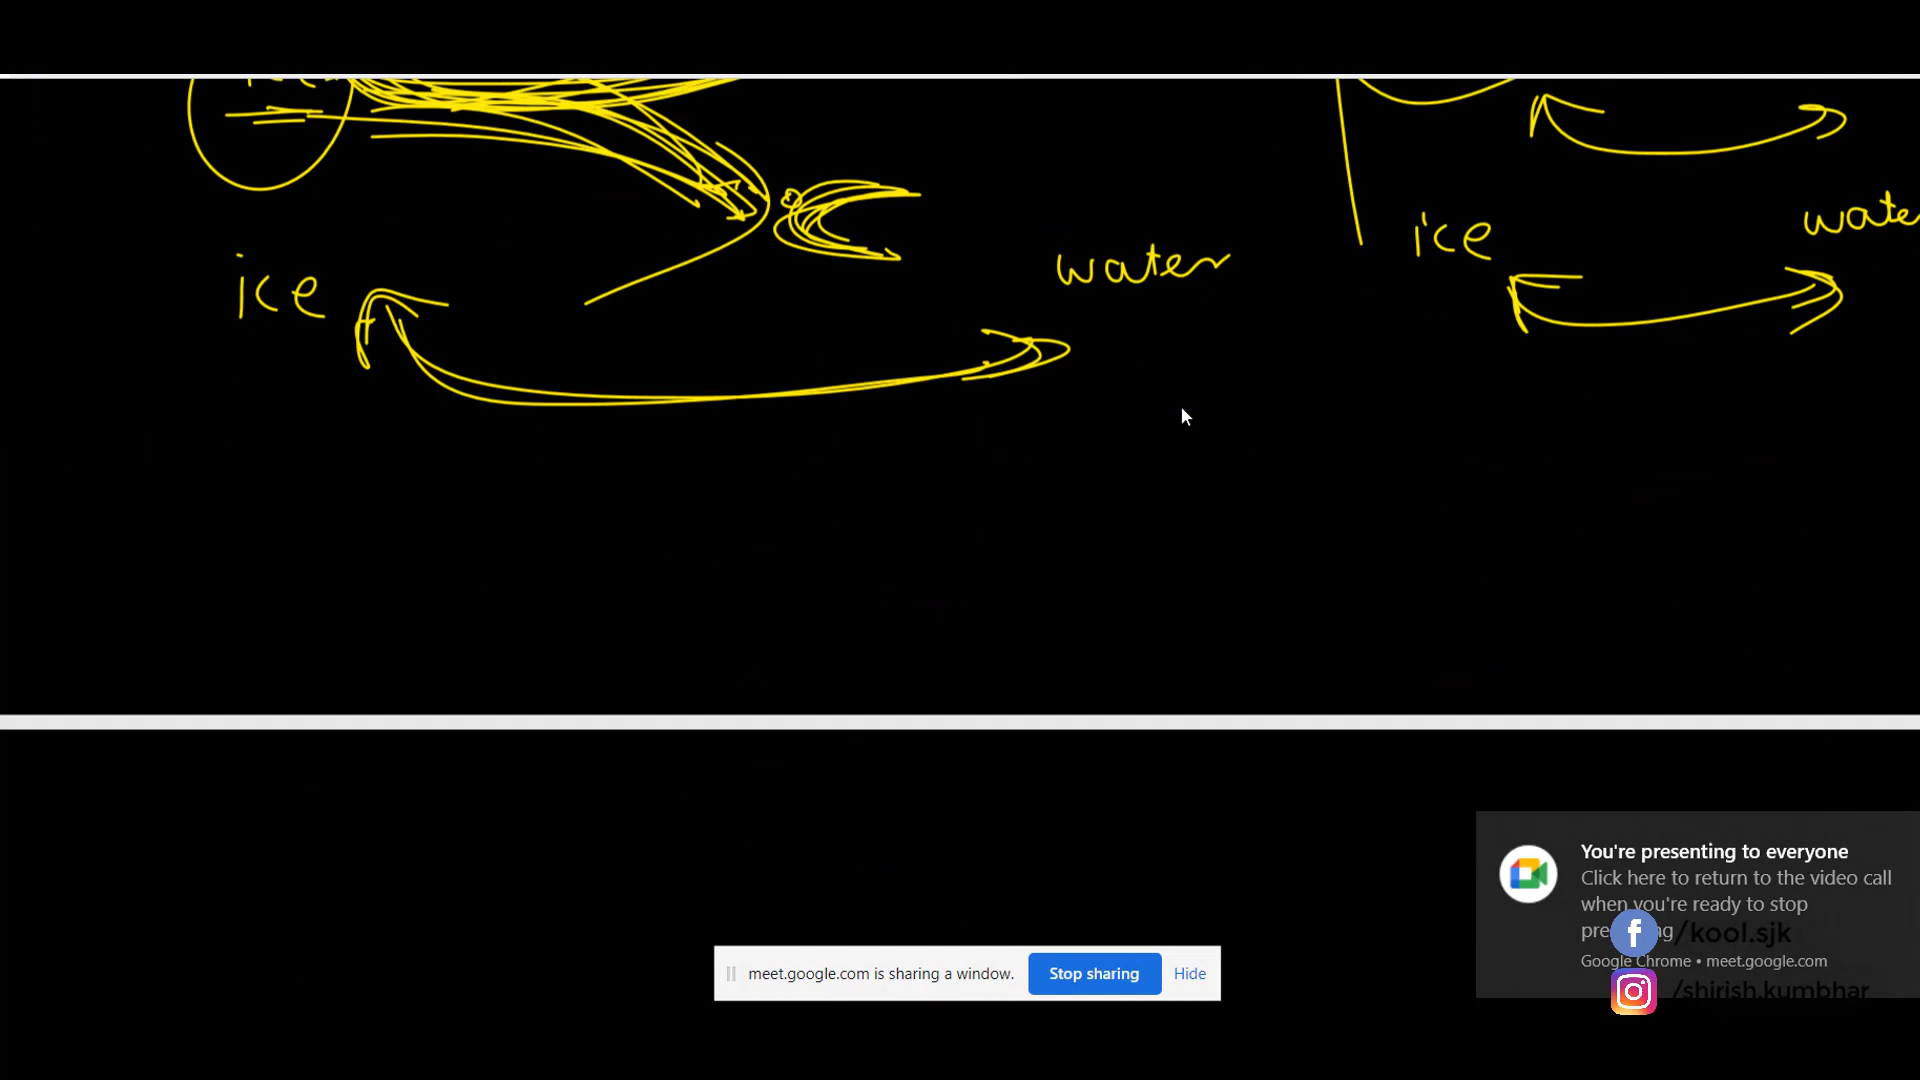 ice
water
ice
wate
You're presenting to everyone
Click here to return to the video call
when you're ready to stop
pre ng
/kool.sjk
Google Chrome • meet.google.com
/shirish.kumbhar
meet.google.com is sharing a window.
Stop sharing
Hide